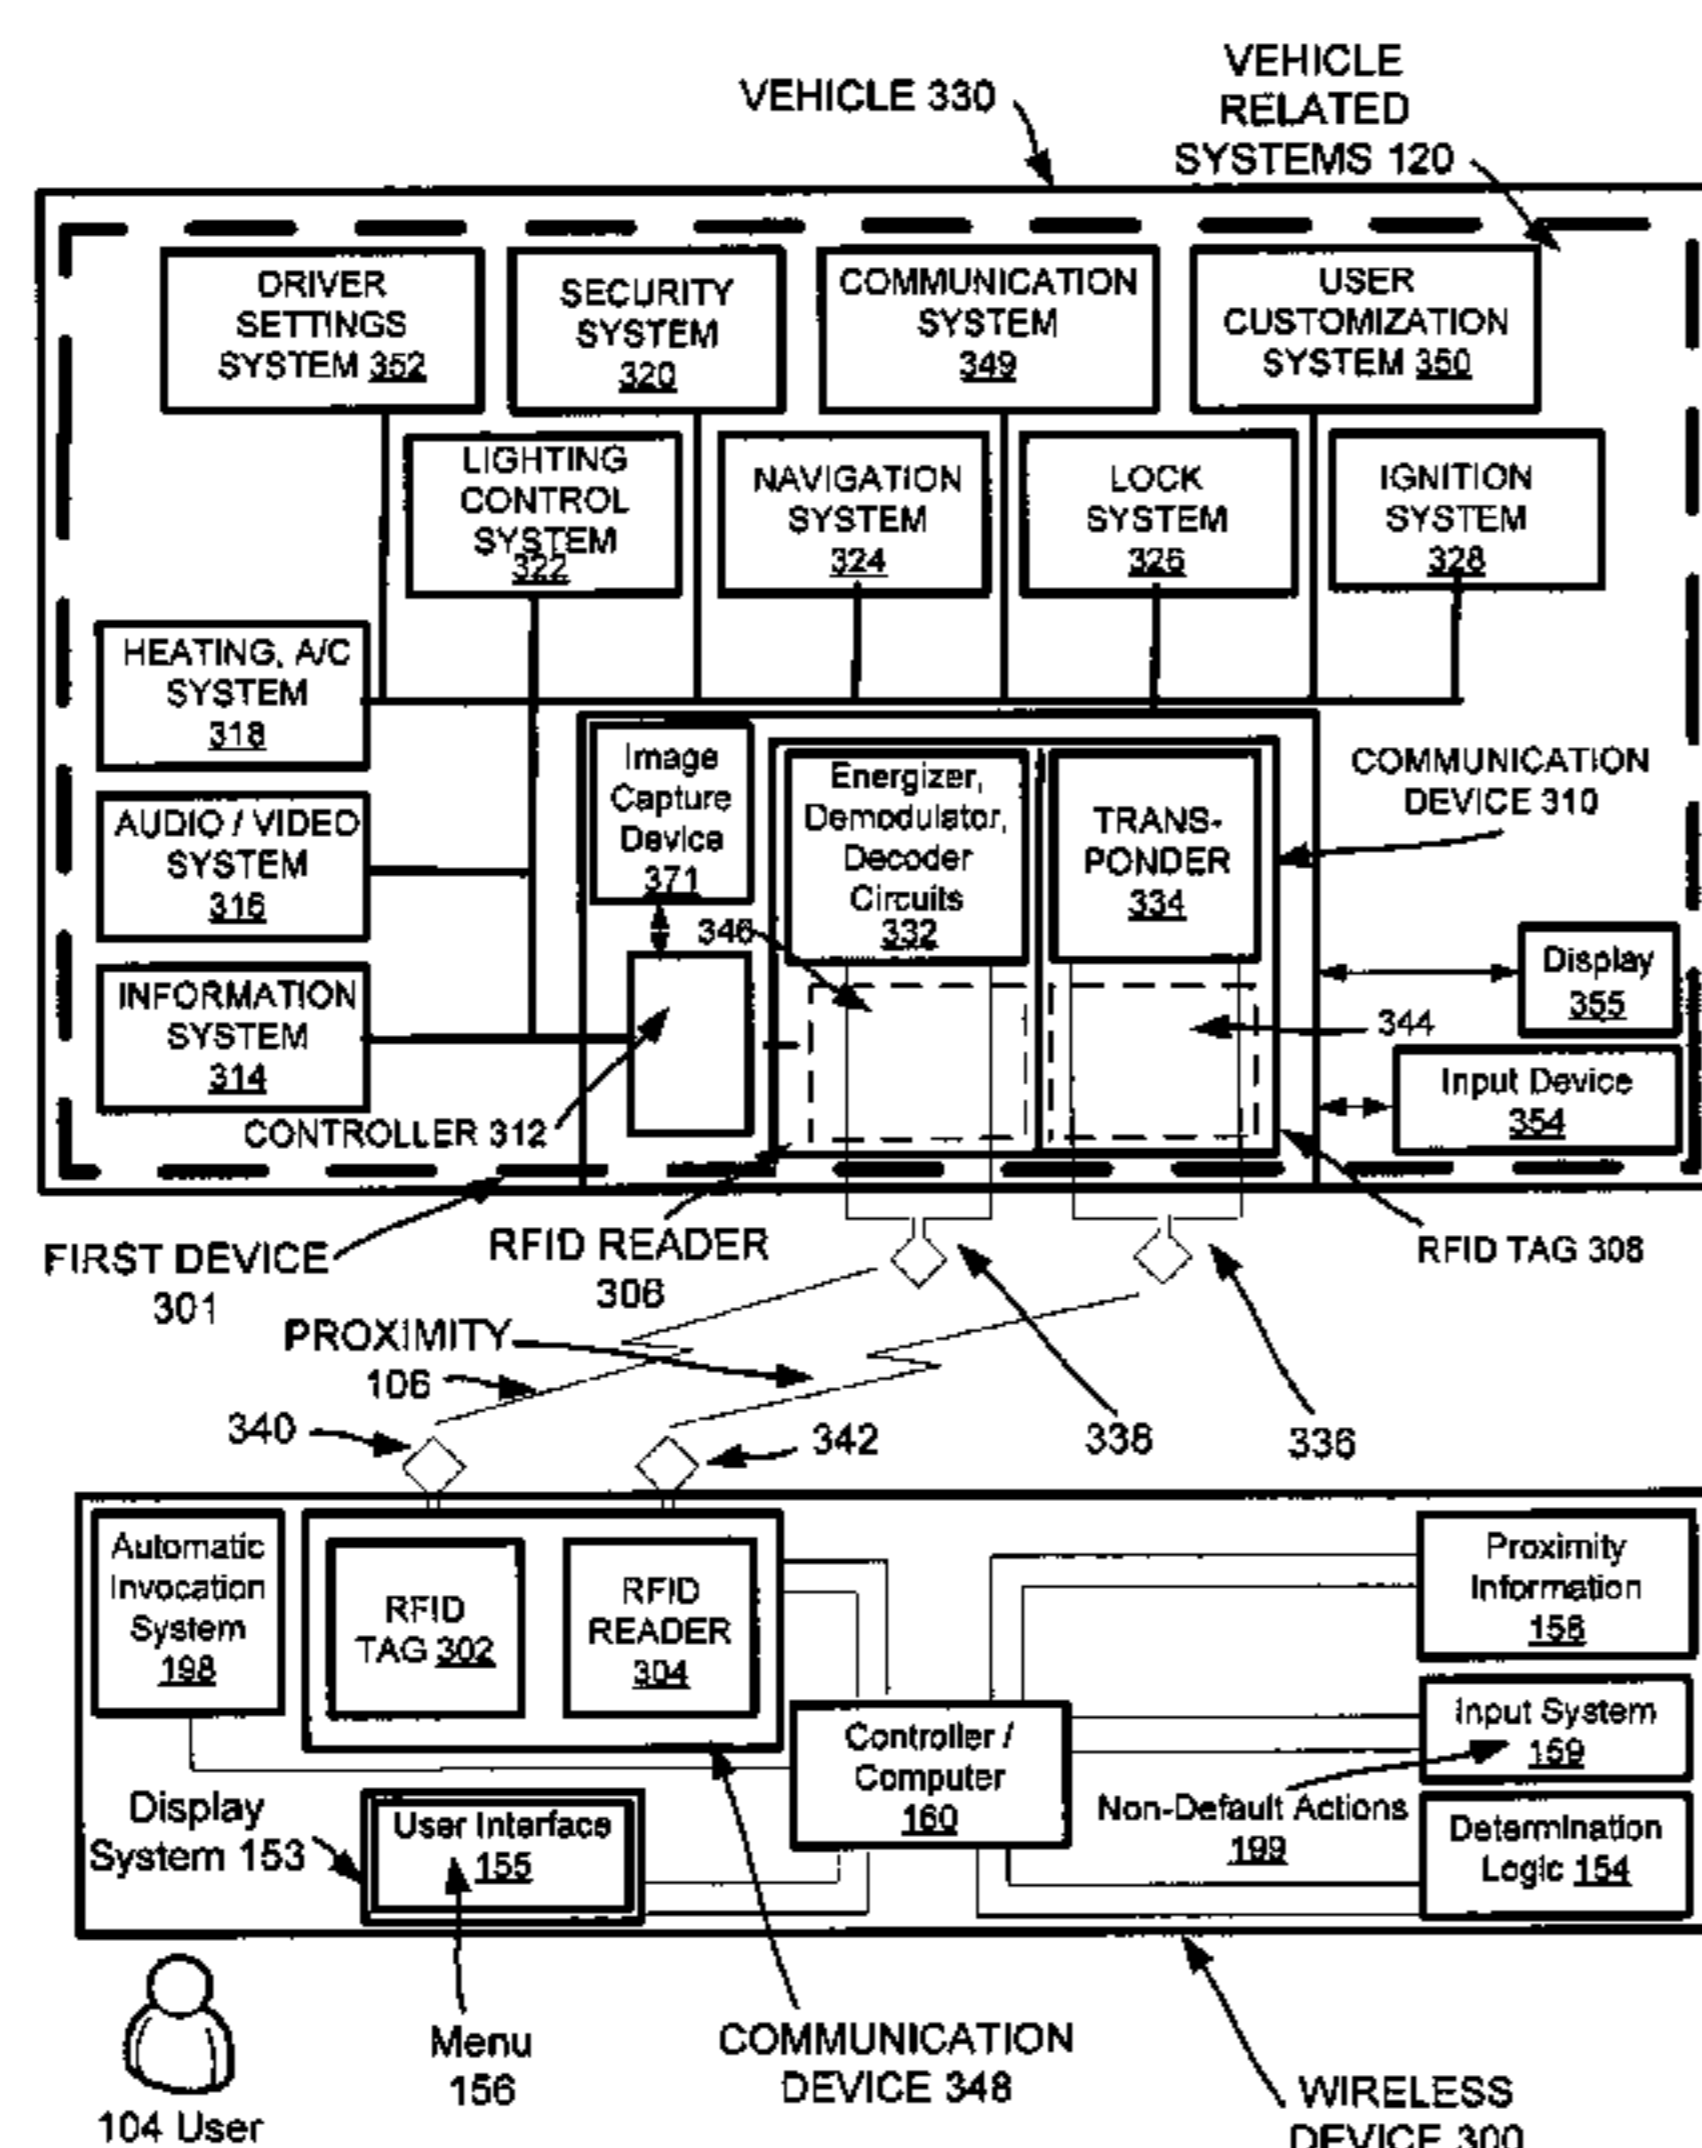 VEHICLE 330
VEHICLE
RELATED
SYSTEMS 120
DRIVER
SETTINGS
SYSTEM 352
SECURITY
SYSTEM
320
COMMUNICATION
SYSTEM
349
USER
CUSTOMIZATION
SYSTEM 350
LIGHTING
CONTROL
SYSTEM
322
NAVIGATION
SYSTEM
324
LOCK
SYSTEM
326
IGNITION
SYSTEM
328
HEATING, A/C
SYSTEM
318
AUDIO / VIDEO
SYSTEM
316
INFORMATION
SYSTEM
314
Image
Capture
Device
371
Energizer,
Demodulator,
Decoder
Circuits
332
TRANS-
PONDER
334
COMMUNICATION
DEVICE 310
346
344
Display
355
Input Device
354
CONTROLLER 312
FIRST DEVICE
301
RFID READER
306
RFID TAG 308
PROXIMITY
106
340
342
338
336
Automatic
Invocation
System
198
RFID
TAG 302
RFID
READER
304
Proximity
Information
158
Input System
159
Controller /
Computer
160
Non-Default Actions
199
Determination
Logic 154
Display
System 153
User Interface
155
Menu
156
COMMUNICATION
DEVICE 348
WIRELESS
DEVICE 300
104 User